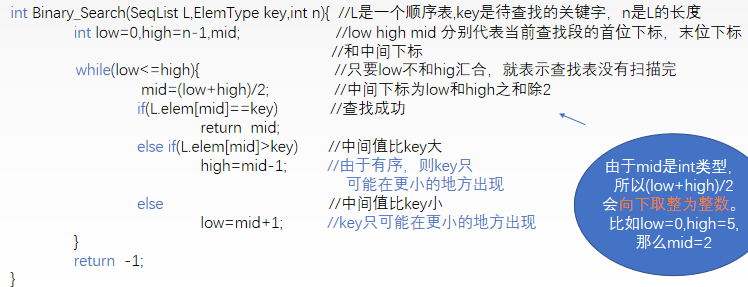 int Binary_Search(SeqList L,ElemType key,int n){ //L是一个顺序表,key是待查找的关键字，n是L的长度
int low=0,high=n-1,mid; //low high mid 分别代表当前查找段的首位下标，末位下标
//和中间下标
while(low<=high){ //只要low不和hig汇合，就表示查找表没有扫描完
mid=(low+high)/2; //中间下标为low和high之和除2
if(L.elem[mid]==key) //查找成功
return mid;
else if(L.elem[mid]>key) //中间值比key大
high=mid-1; //由于有序，则key只
可能在更小的地方出现
else //中间值比key小
low=mid+1; //key只可能在更小的地方出现
}
return -1;
}
由于mid是int类型，
所以(low+high)/2
会向下取整为整数。
比如low=0,high=5,
那么mid=2